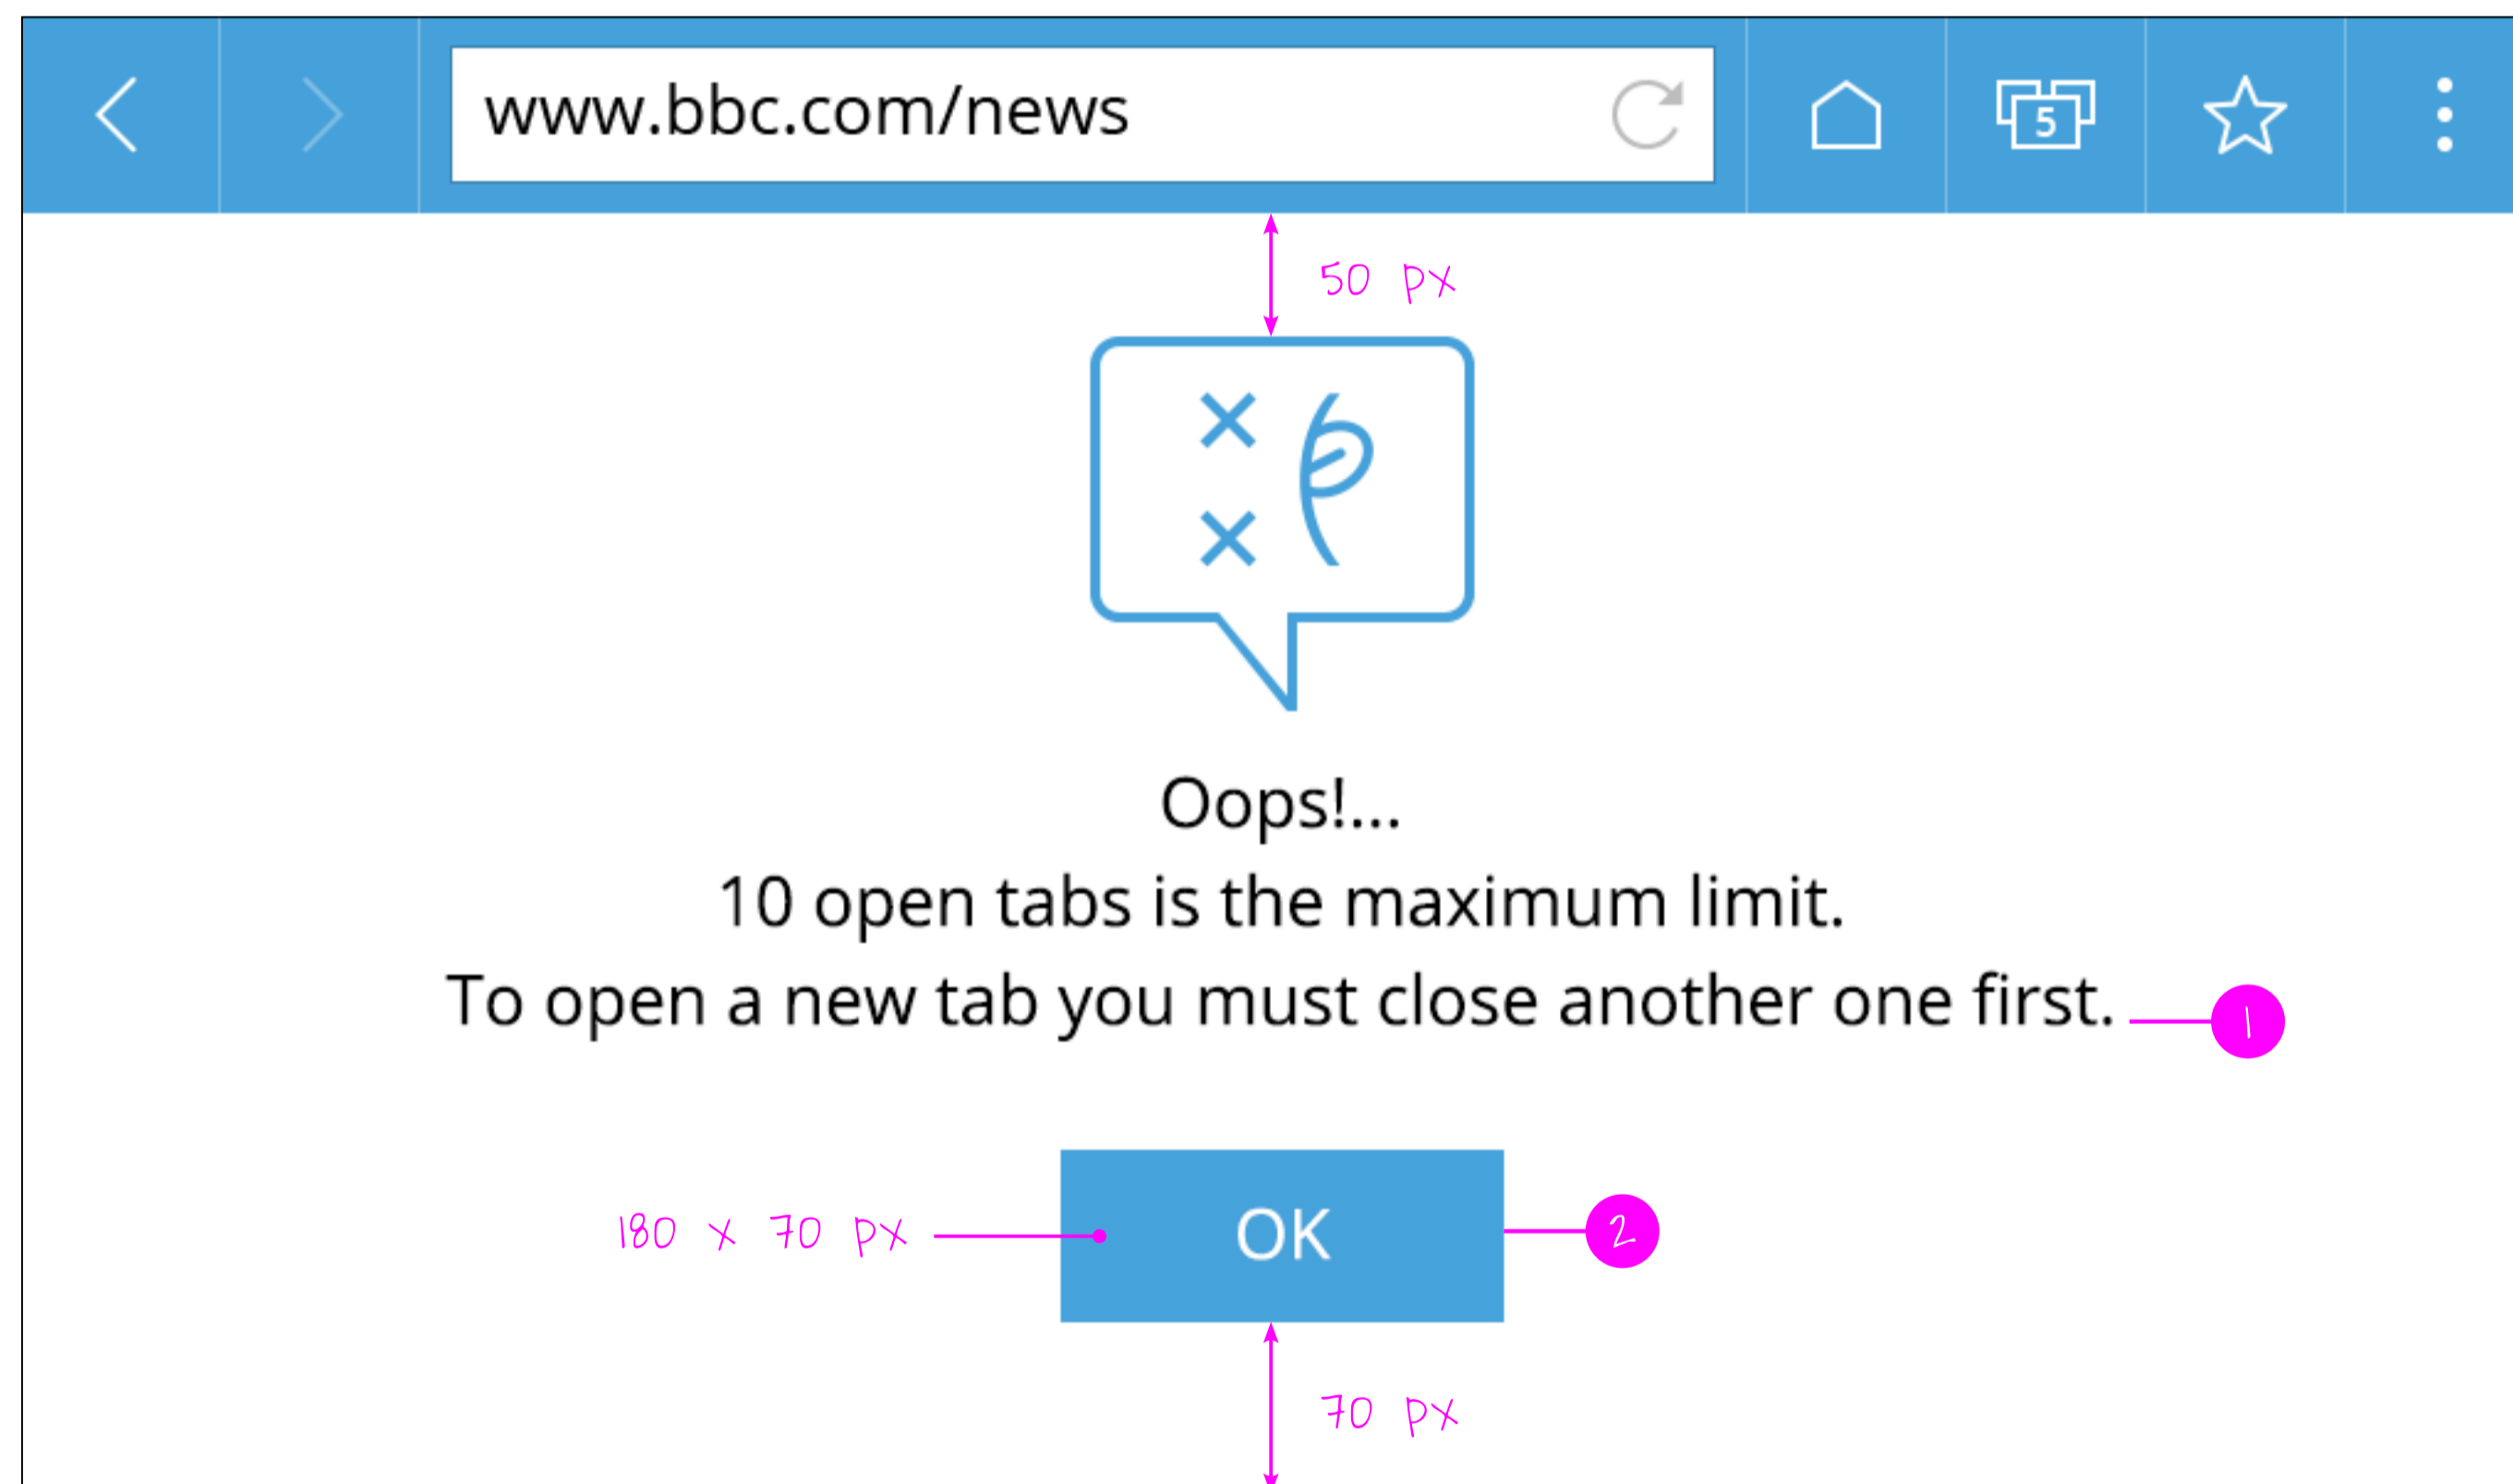 www.bbc.com/news
5
50 px
Oops!...
10 open tabs is the maximum limit.
To open a new tab you must close another one first.
1
180 x 70 px
OK
2
70 px